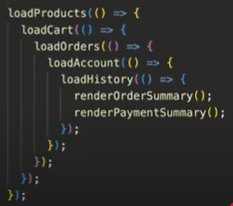 loadProducts(() => {
  loadCart(() => {
    loadOrders(() => {
      loadAccount(() => {
        loadHistory(() => {
          renderOrderSummary();
          renderPaymentSummary();
        });
      });
    });
  });
});